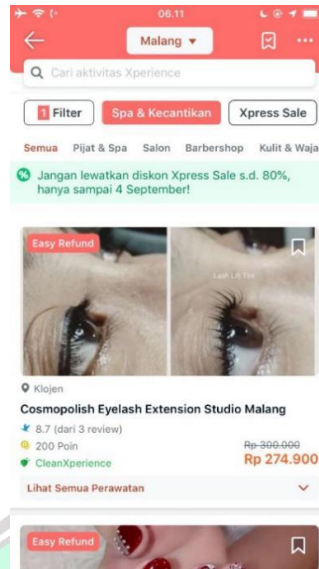 06.11
Malang ▼
Cari aktivitas Xperience
1 Filter
Spa & Kecantikan
Xpress Sale
Semua Pijat & Spa Salon Barbershop Kulit & Waja
Jangan lewatkan diskon Xpress Sale s.d. 80%,
hanya sampai 4 September!
Easy Refund
Lash Lift Tint
Klojen
Cosmopolish Eyelash Extension Studio Malang
8.7 (dari 3 review)
200 Poin
Rp 300.000
CleanXperience
Rp 274.900
Lihat Semua Perawatan
Easy Refund